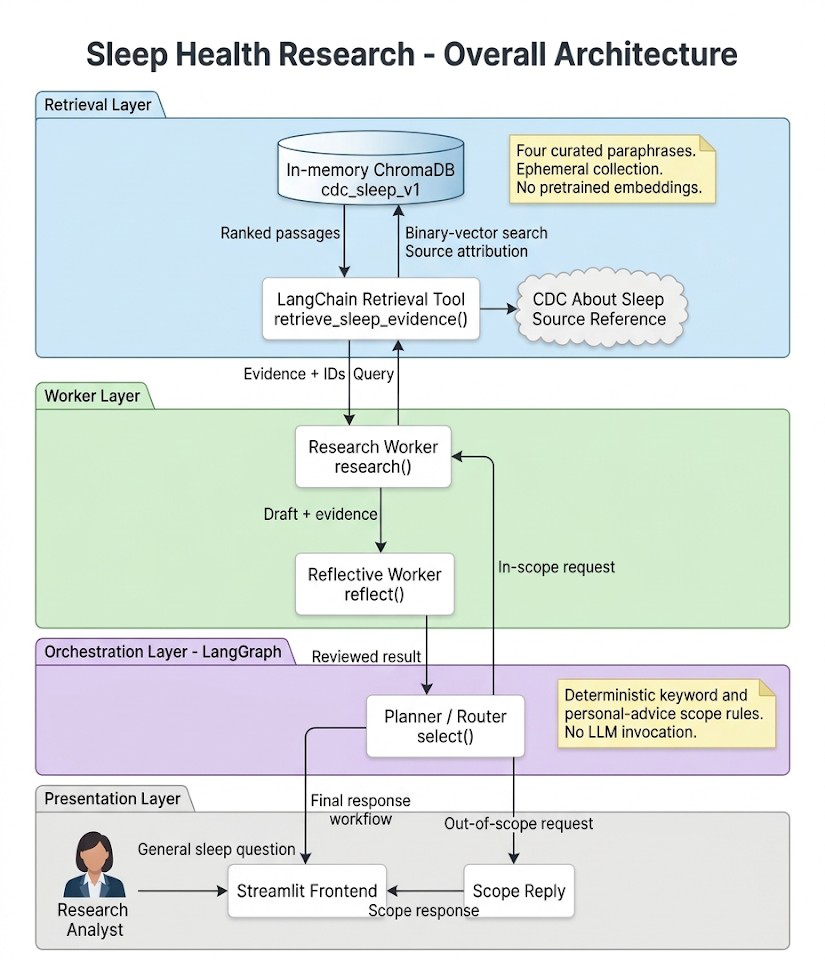 Sleep Health Research - Overall Architecture
Retrieval Layer
In-memory ChromaDB
cdc_sleep_v1
Four curated paraphrases.
Ephemeral collection.
No pretrained embeddings.
Ranked passages
Binary-vector search
Source attribution
LangChain Retrieval Tool
retrieve_sleep_evidence()
CDC About Sleep
Source Reference
Evidence + IDs
Query
Worker Layer
Research Worker
research()
Draft + evidence
Reflective Worker
reflect()
In-scope request
Orchestration Layer - LangGraph
Reviewed result
Planner / Router
select()
Deterministic keyword and
personal-advice scope rules.
No LLM invocation.
Presentation Layer
Final response
workflow
Out-of-scope request
General sleep question
Research
Analyst
Streamlit Frontend
Scope response
Scope Reply